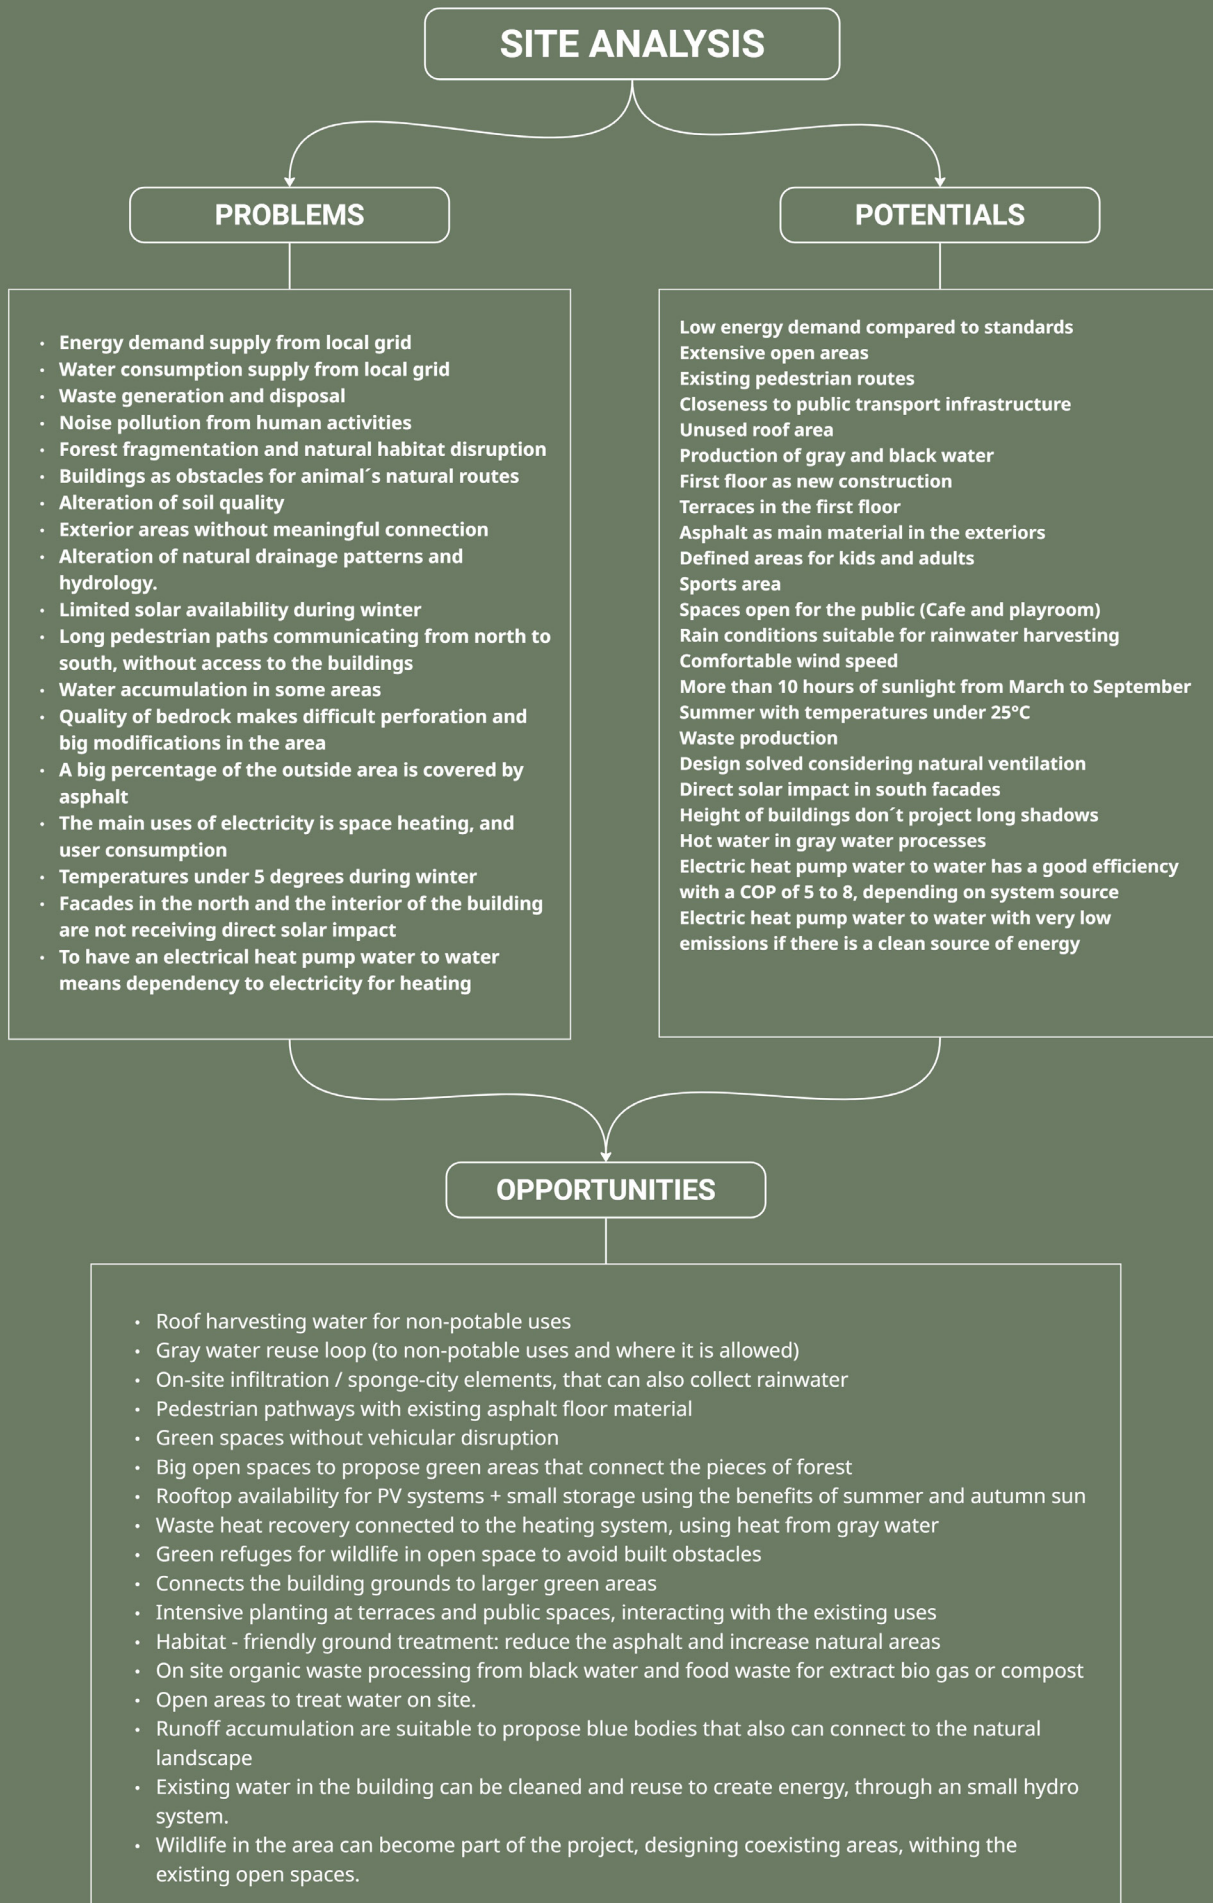 SITE ANALYSIS
PROBLEMS
• Energy demand supply from local grid
• Water consumption supply from local grid
• Waste generation and disposal
• Noise pollution from human activities
• Forest fragmentation and natural habitat disruption
• Buildings as obstacles for animal´s natural routes
• Alteration of soil quality
• Exterior areas without meaningful connection
• Alteration of natural drainage patterns and
hydrology.
• Limited solar availability during winter
• Long pedestrian paths communicating from north to
south, without access to the buildings
• Water accumulation in some areas
• Quality of bedrock makes difficult perforation and
big modifications in the area
• A big percentage of the outside area is covered by
asphalt
• The main uses of electricity is space heating, and
user consumption
• Temperatures under 5 degrees during winter
• Facades in the north and the interior of the building
are not receiving direct solar impact
• To have an electrical heat pump water to water
means dependency to electricity for heating
POTENTIALS
Low energy demand compared to standards
Extensive open areas
Existing pedestrian routes
Closeness to public transport infrastructure
Unused roof area
Production of gray and black water
First floor as new construction
Terraces in the first floor
Asphalt as main material in the exteriors
Defined areas for kids and adults
Sports area
Spaces open for the public (Cafe and playroom)
Rain conditions suitable for rainwater harvesting
Comfortable wind speed
More than 10 hours of sunlight from March to September
Summer with temperatures under 25°C
Waste production
Design solved considering natural ventilation
Direct solar impact in south facades
Height of buildings don´t project long shadows
Hot water in gray water processes
Electric heat pump water to water has a good efficiency
with a COP of 5 to 8, depending on system source
Electric heat pump water to water with very low
emissions if there is a clean source of energy
OPPORTUNITIES
• Roof harvesting water for non-potable uses
• Gray water reuse loop (to non-potable uses and where it is allowed)
• On-site infiltration / sponge-city elements, that can also collect rainwater
• Pedestrian pathways with existing asphalt floor material
• Green spaces without vehicular disruption
• Big open spaces to propose green areas that connect the pieces of forest
• Rooftop availability for PV systems + small storage using the benefits of summer and autumn sun
• Waste heat recovery connected to the heating system, using heat from gray water
• Green refuges for wildlife in open space to avoid built obstacles
• Connects the building grounds to larger green areas
• Intensive planting at terraces and public spaces, interacting with the existing uses
• Habitat - friendly ground treatment: reduce the asphalt and increase natural areas
• On site organic waste processing from black water and food waste for extract bio gas or compost
• Open areas to treat water on site.
• Runoff accumulation are suitable to propose blue bodies that also can connect to the natural
landscape
• Existing water in the building can be cleaned and reuse to create energy, through an small hydro
system.
• Wildlife in the area can become part of the project, designing coexisting areas, withing the
existing open spaces.